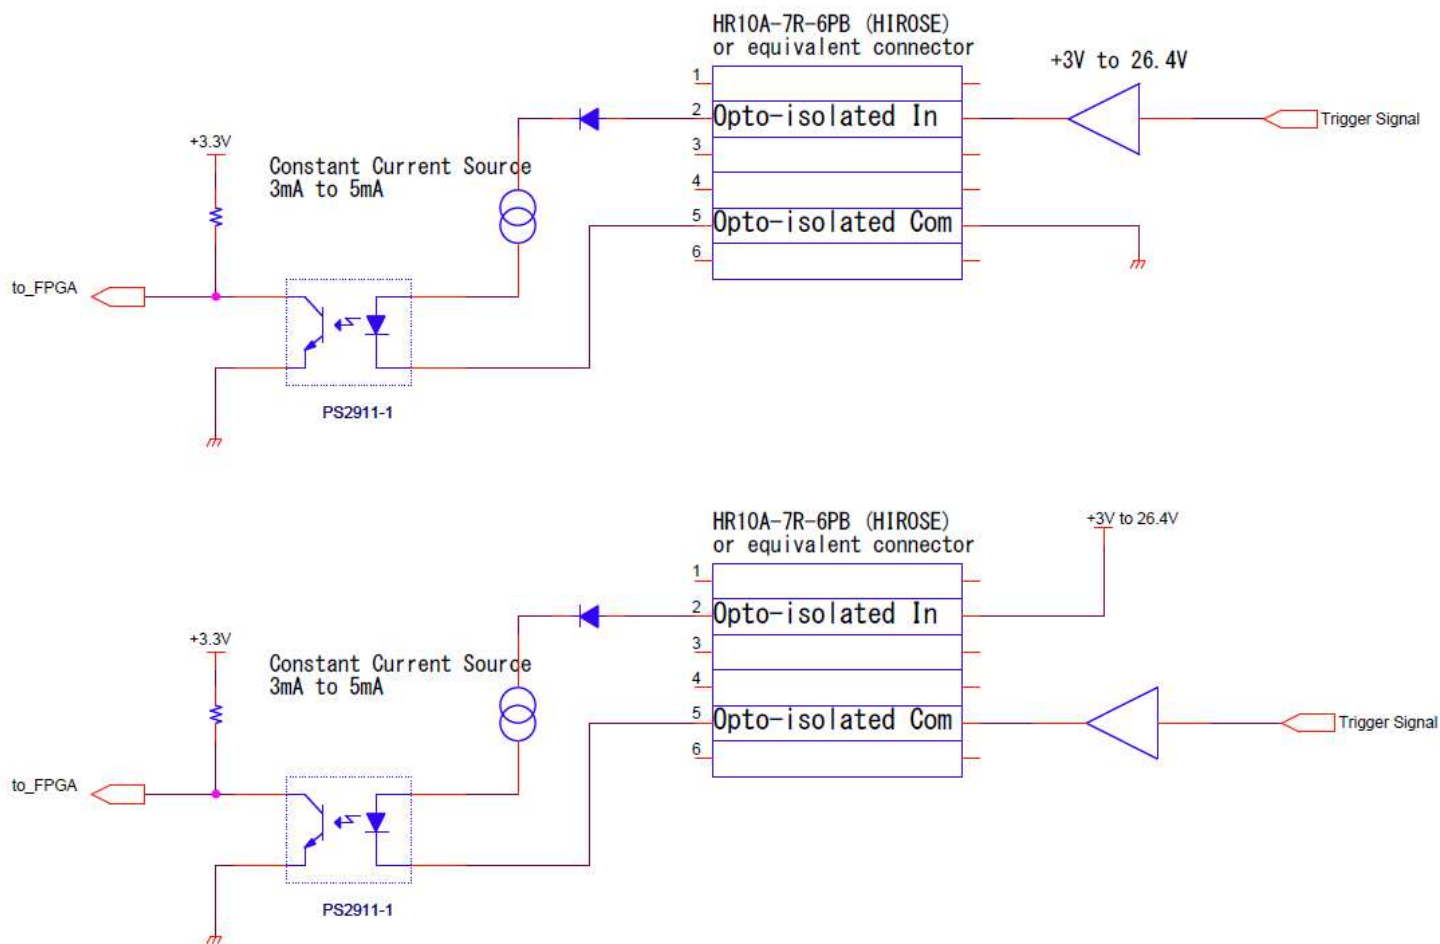 HR10A-7R-6PB (HIROSE)
or equivalent connector
+3V to 26.4V
1
2
Opto-isolated In
Trigger Signal
3
4
5
Opto-isolated Com
6
+3.3V
Constant Current Source
3mA to 5mA
to_FPGA
PS2911-1
HR10A-7R-6PB (HIROSE)
or equivalent connector
+3V to 26.4V
1
2
Opto-isolated In
3
4
5
Opto-isolated Com
Trigger Signal
6
+3.3V
Constant Current Source
3mA to 5mA
to_FPGA
PS2911-1